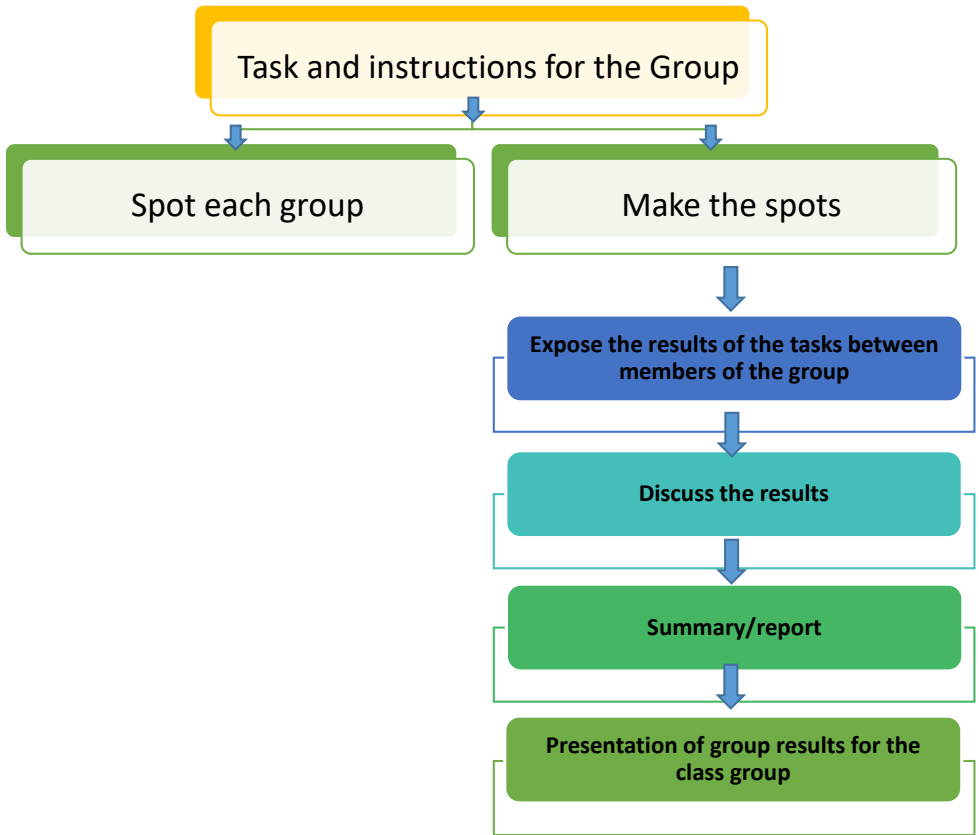 Task and instructions for the Group
Spot each group
Make the spots
Expose the results of the tasks between
members of the group
Discuss the results
Summary/report
Presentation of group results for the
class group